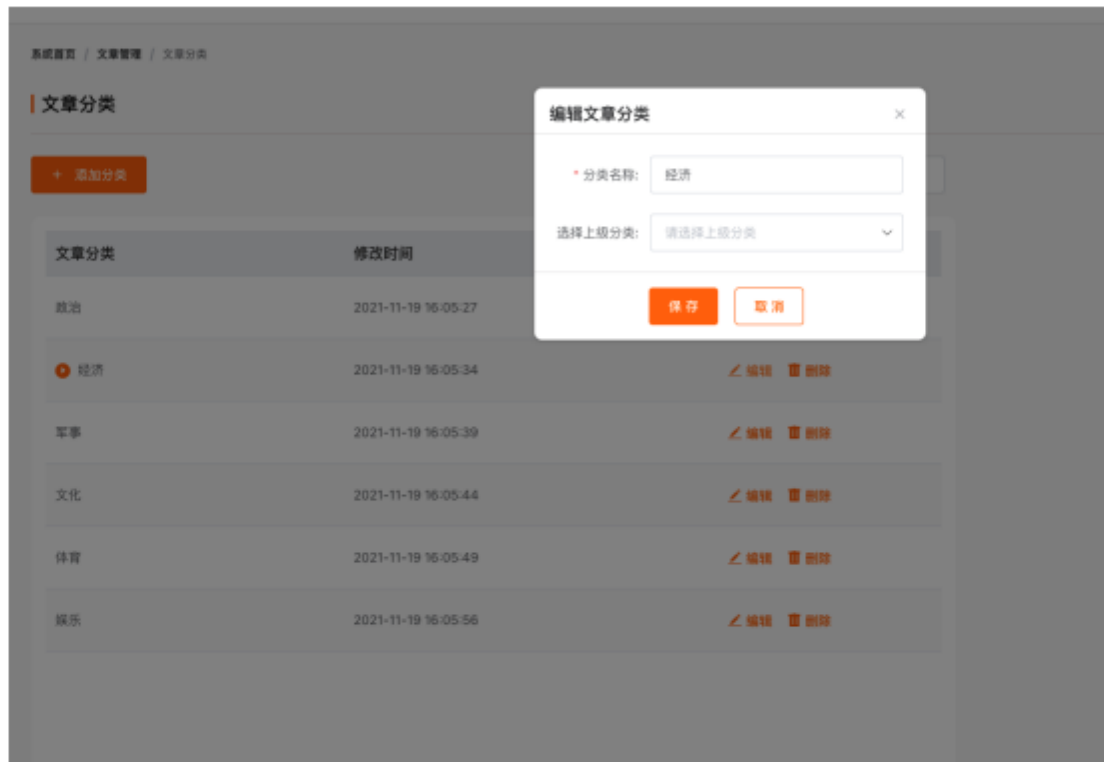 系统首页 / 文章管理 / 文章分类
文章分类
编辑文章分类 ×
+ 添加分类
* 分类名称: 经济
选择上级分类: 请选择上级分类
保存 取消
文章分类 修改时间
政治 2021-11-19 16:05:27
经济 2021-11-19 16:05:34 编辑 删除
军事 2021-11-19 16:05:39 编辑 删除
文化 2021-11-19 16:05:44 编辑 删除
体育 2021-11-19 16:05:49 编辑 删除
娱乐 2021-11-19 16:05:56 编辑 删除